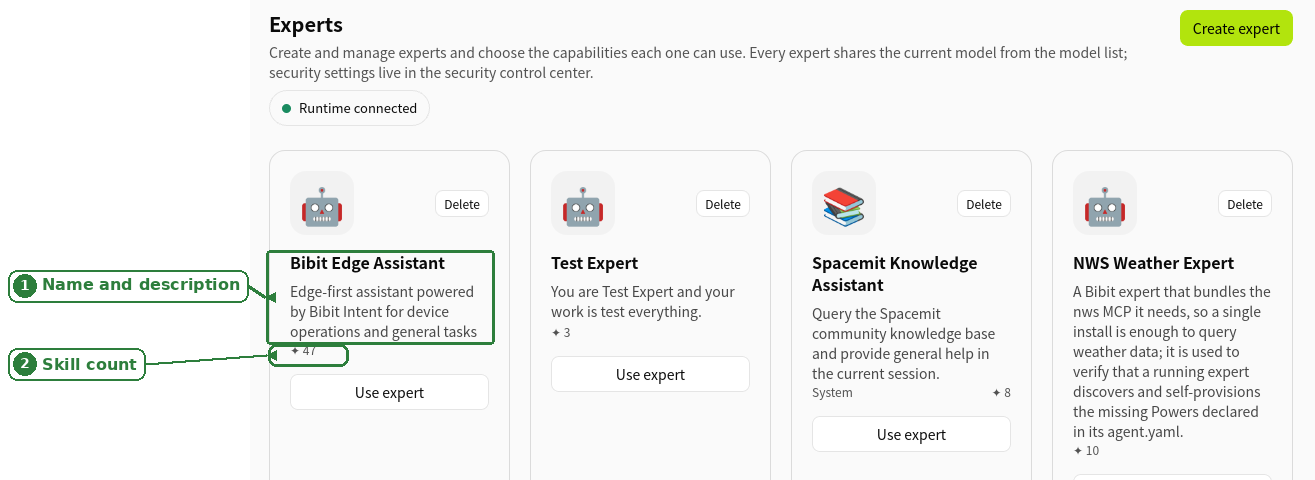 Experts
Create expert
Create and manage experts and choose the capabilities each one can use. Every expert shares the current model from the model list;
security settings live in the security control center.
Runtime connected
1 Name and description
2 Skill count
Delete
Bibit Edge Assistant
Edge-first assistant powered
by Bibit Intent for device
operations and general tasks
✦ 47
Use expert
Delete
Test Expert
You are Test Expert and your
work is test everything.
✦ 3
Use expert
Delete
Spacemit Knowledge
Assistant
Query the Spacemit
community knowledge base
and provide general help in
the current session.
System ✦ 8
Use expert
Delete
NWS Weather Expert
A Bibit expert that bundles the
nws MCP it needs, so a single
install is enough to query
weather data; it is used to
verify that a running expert
discovers and self-provisions
the missing Powers declared
in its agent.yaml.
✦ 10